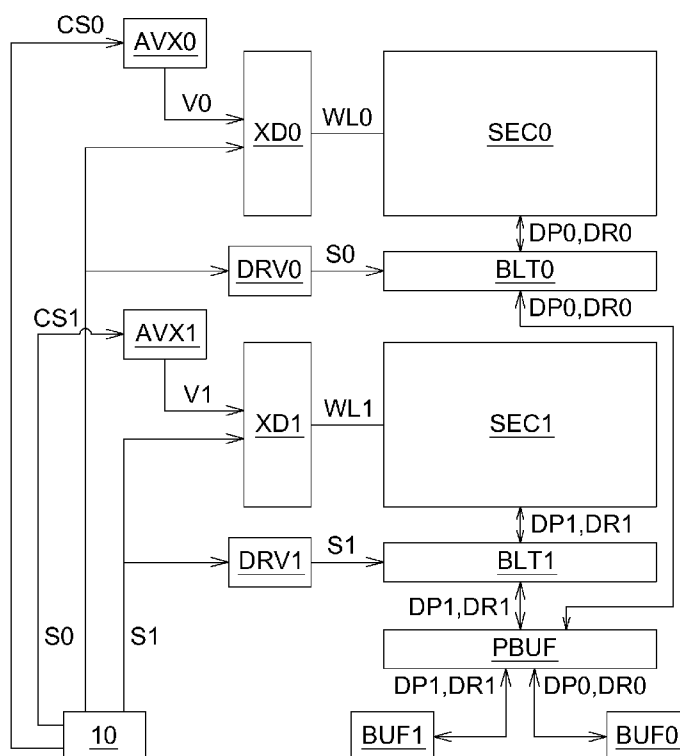 CS0
AVX0
V0
XD0
WL0
SEC0
DP0,DR0
DRV0
S0
BLT0
DP0,DR0
CS1
AVX1
V1
XD1
WL1
SEC1
DP1,DR1
DRV1
S1
BLT1
DP1,DR1
S0
S1
PBUF
DP1,DR1
DP0,DR0
10
BUF1
BUF0